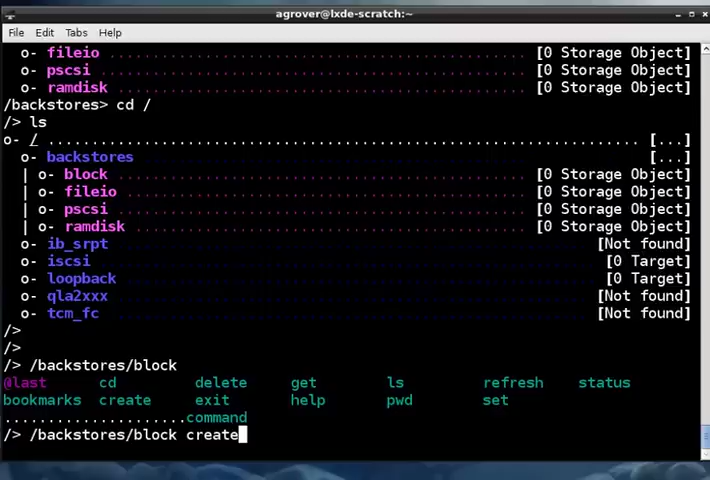 agrover@lxde-scratch:~
File Edit Tabs Help
o- fileio ................................................ [0 Storage Object]
o- pscsi ................................................. [0 Storage Object]
o- ramdisk ............................................... [0 Storage Object]
/backstores> cd /
/> ls
o- / ..................................................................... [...]
o- backstores ............................................................ [...]
| o- block ............................................... [0 Storage Object]
| o- fileio .............................................. [0 Storage Object]
| o- pscsi ............................................... [0 Storage Object]
| o- ramdisk ............................................. [0 Storage Object]
o- ib_srpt ......................................................... [Not found]
o- iscsi ............................................................ [0 Target]
o- loopback ......................................................... [0 Target]
o- qla2xxx ......................................................... [Not found]
o- tcm_fc .......................................................... [Not found]
/>
/>
/> /backstores/block
@last cd delete get ls refresh status
bookmarks create exit help pwd set
.....................command
/> /backstores/block create